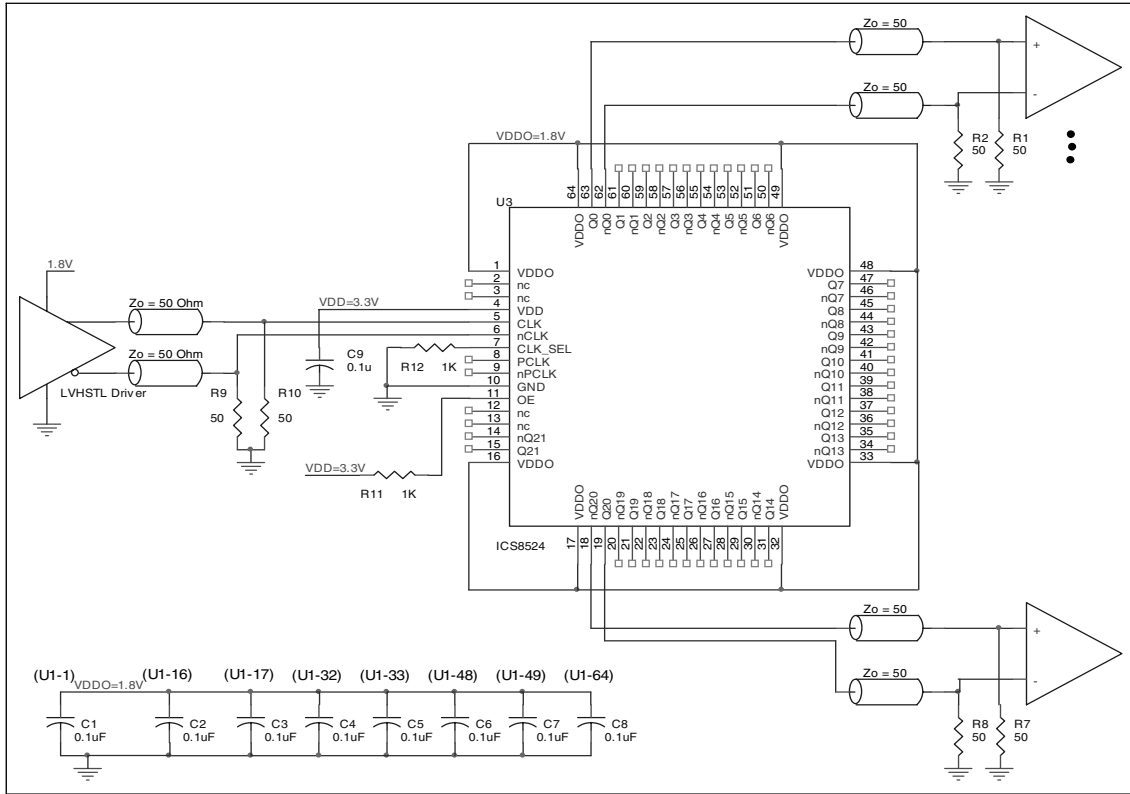 Zo = 50
+
Zo = 50
-
R2
50
R1
50
VDDO=1.8V
64
63
62
61
60
59
58
57
56
55
54
53
52
51
50
49
U3
VDDO
Q0
nQ0
Q1
nQ1
Q2
nQ2
Q3
nQ3
Q4
nQ4
Q5
nQ5
Q6
nQ6
VDDO
1.8V
Zo = 50 Ohm
Zo = 50 Ohm
LVHSTL Driver
R9
50
R10
50
VDD=3.3V
C9
0.1u
R12
1K
VDD=3.3V
R11
1K
1 VDDO
2 nc
3 nc
4 VDD
5 CLK
6 nCLK
7 CLK_SEL
8 PCLK
9 nPCLK
10 GND
11 OE
12 nc
13 nc
14 nQ21
15 Q21
16 VDDO
VDDO 48
Q7 47
nQ7 46
Q8 45
nQ8 44
Q9 43
nQ9 42
Q10 41
nQ10 40
Q11 39
nQ11 38
Q12 37
nQ12 36
Q13 35
nQ13 34
VDDO 33
VDDO
nQ20
Q20
nQ19
Q19
nQ18
Q18
nQ17
Q17
nQ16
Q16
nQ15
Q15
nQ14
Q14
VDDO
ICS8524
17
18
19
20
21
22
23
24
25
26
27
28
29
30
31
32
Zo = 50
+
Zo = 50
-
R8
50
R7
50
(U1-1)
(U1-16)
(U1-17)
(U1-32)
(U1-33)
(U1-48)
(U1-49)
(U1-64)
VDDO=1.8V
C1
0.1uF
C2
0.1uF
C3
0.1uF
C4
0.1uF
C5
0.1uF
C6
0.1uF
C7
0.1uF
C8
0.1uF